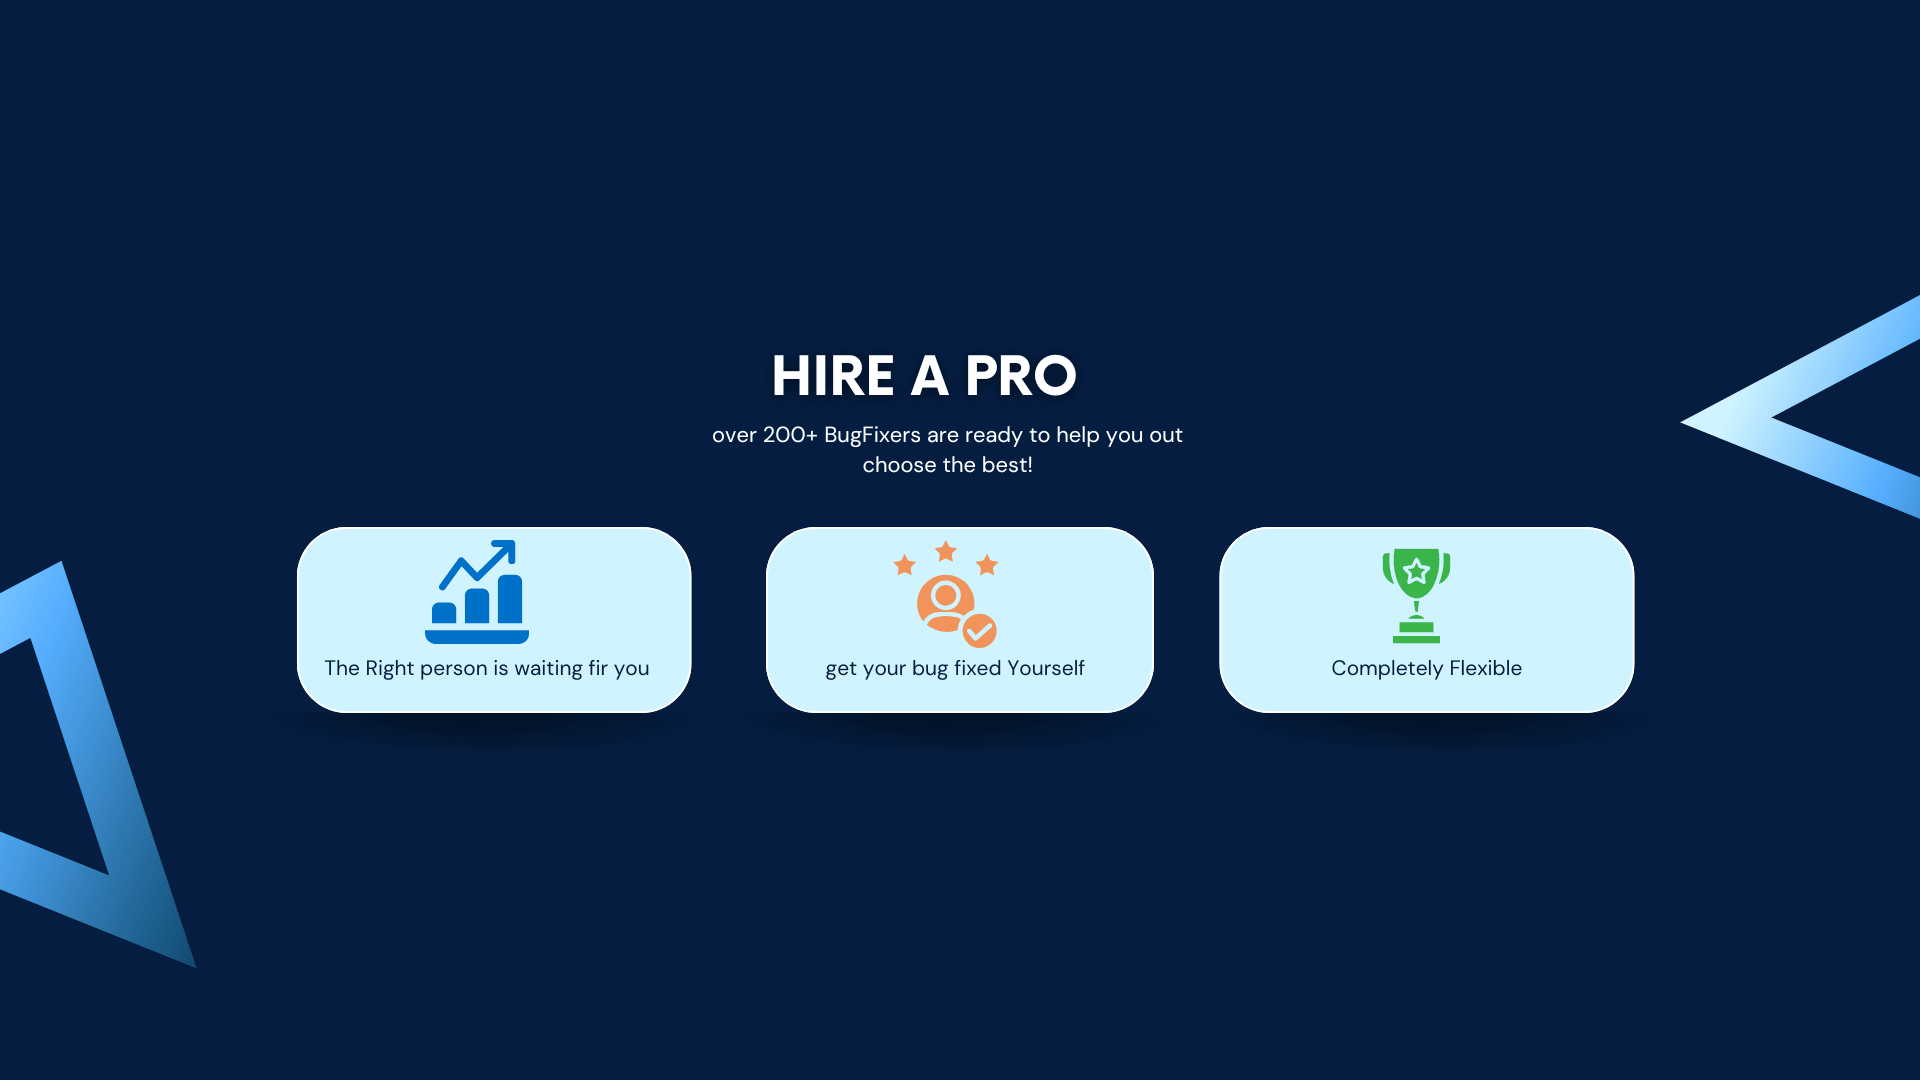 HIRE A PRO
over 200+ BugFixers are ready to help you out
choose the best!
The Right person is waiting fir you
get your bug fixed Yourself
Completely Flexible